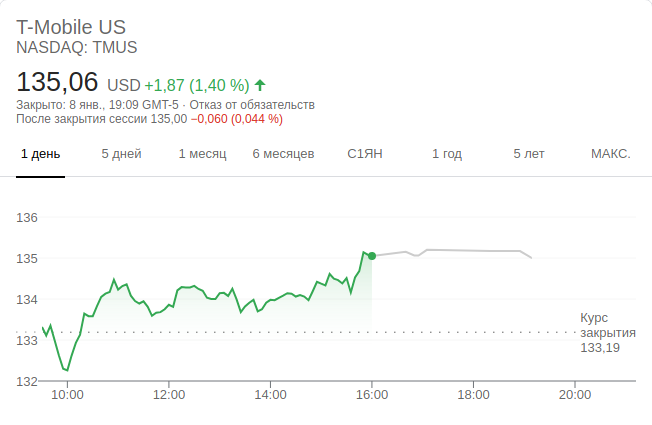 T-Mobile US
NASDAQ: TMUS
135,06 USD +1,87 (1,40 %)
Закрыто: 8 янв., 19:09 GMT-5 · Отказ от обязательств
После закрытия сессии 135,00 −0,060 (0,044 %)
1 день 5 дней 1 месяц 6 месяцев С1ЯН 1 год 5 лет МАКС.
136
135
134
133
132
Курс
закрытия
133,19
10:00 12:00 14:00 16:00 18:00 20:00